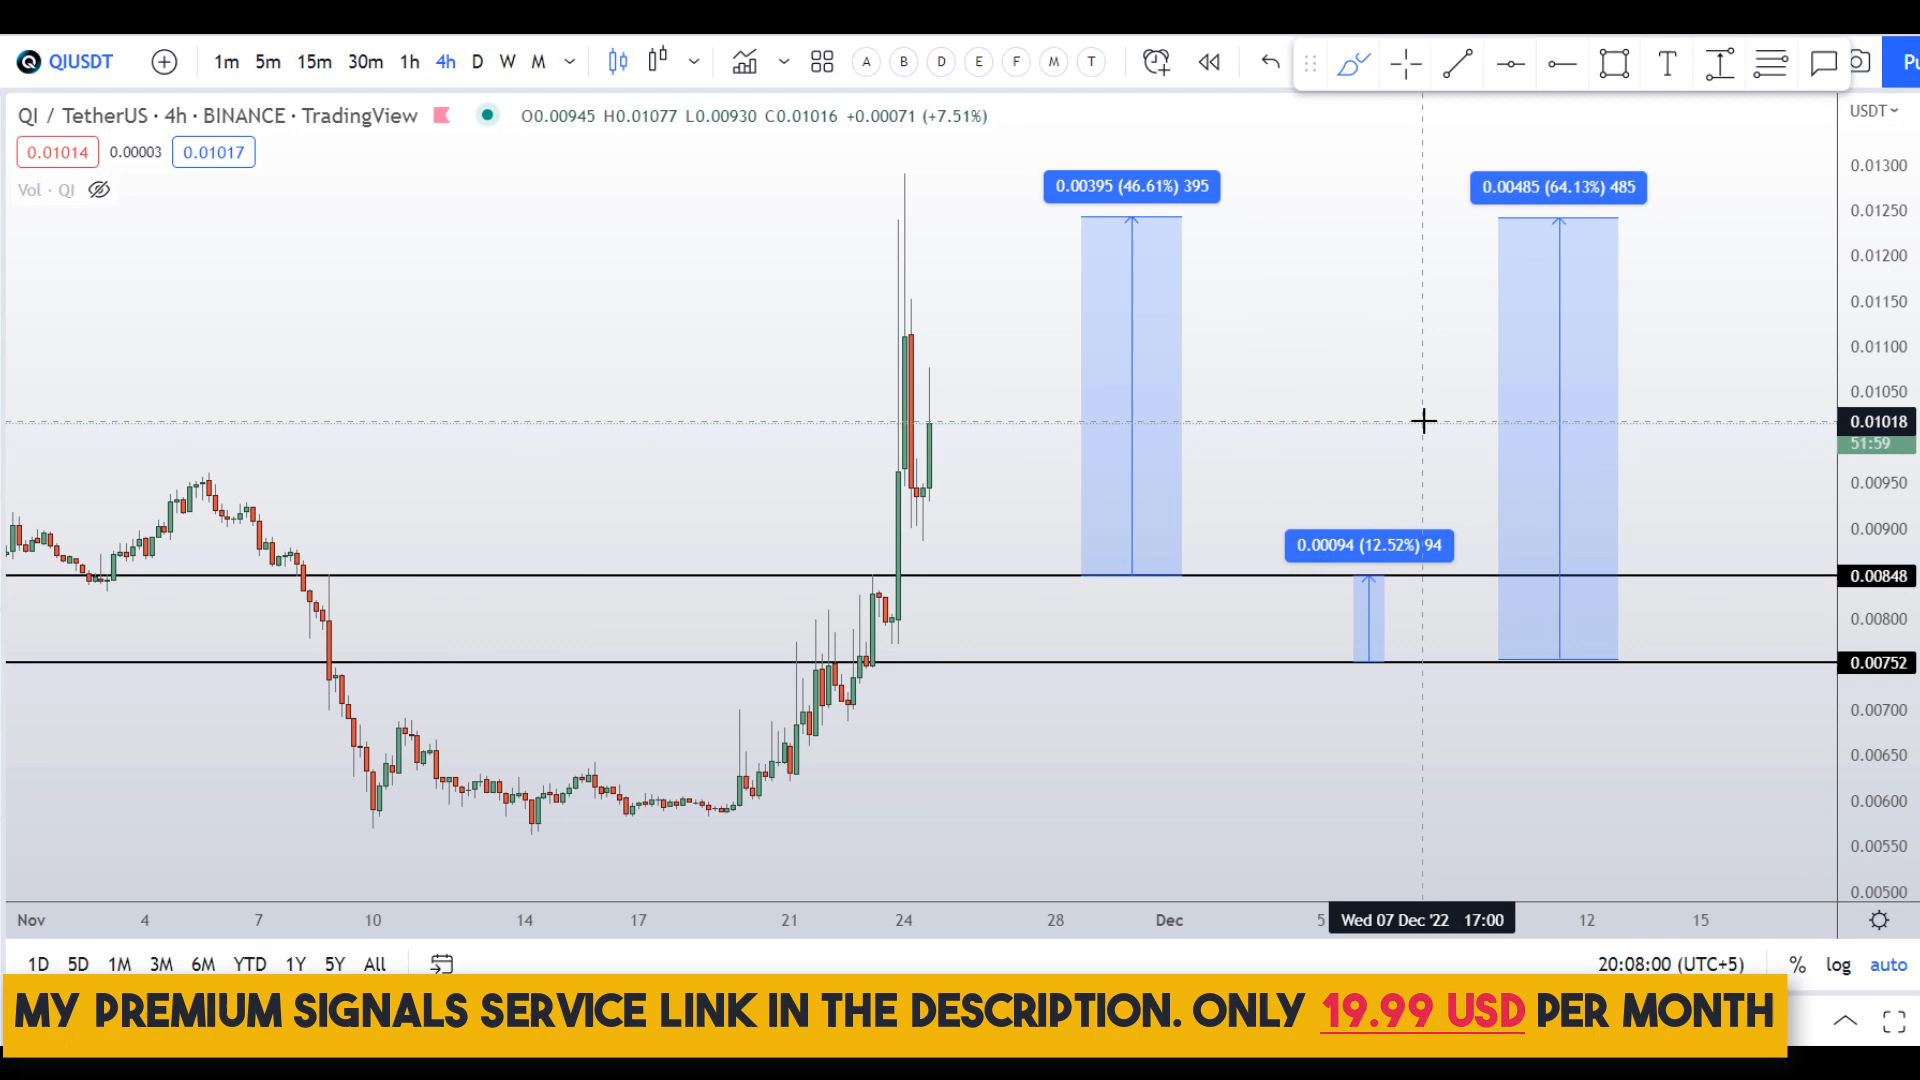 QIUSDT 1m 5m 15m 30m 1h 4h D W M A B D E F M T T Pu
QI / TetherUS · 4h · BINANCE · TradingView O0.00945 H0.01077 L0.00930 C0.01016 +0.00071 (+7.51%) USDT
0.01014 0.00003 0.01017
Vol · QI
0.00395 (46.61%) 395
0.00485 (64.13%) 485
0.00094 (12.52%) 94
0.01300
0.01250
0.01200
0.01150
0.01100
0.01050
0.01018
51:59
0.00950
0.00900
0.00848
0.00800
0.00752
0.00700
0.00650
0.00600
0.00550
0.00500
Nov 4 7 10 14 17 21 24 28 Dec 5 Wed 07 Dec '22 17:00 12 15
1D 5D 1M 3M 6M YTD 1Y 5Y All 20:08:00 (UTC+5) % log auto
MY PREMIUM SIGNALS SERVICE LINK IN THE DESCRIPTION. ONLY 19.99 USD PER MONTH